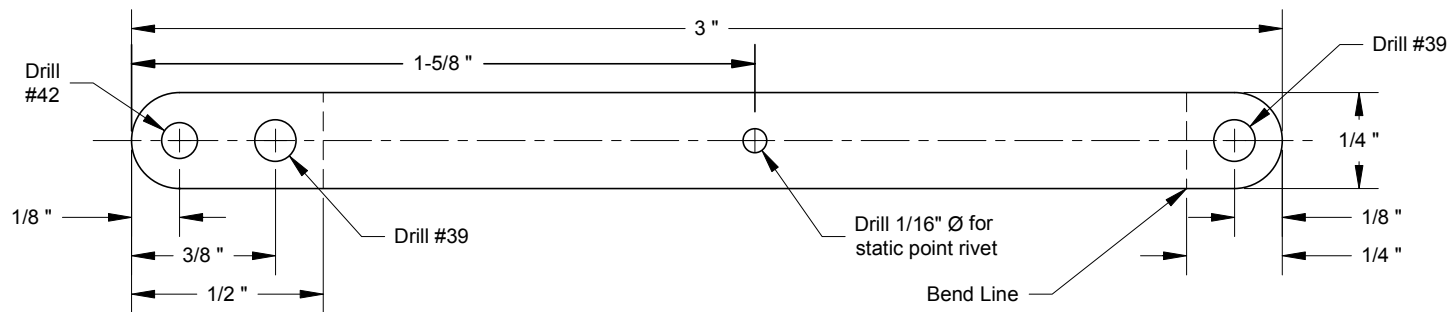 3 "
1-5/8 "
Drill #39
Drill
#42
1/4 "
1/8 "
Drill #39
Drill 1/16" Ø for
static point rivet
1/8 "
3/8 "
1/4 "
1/2 "
Bend Line